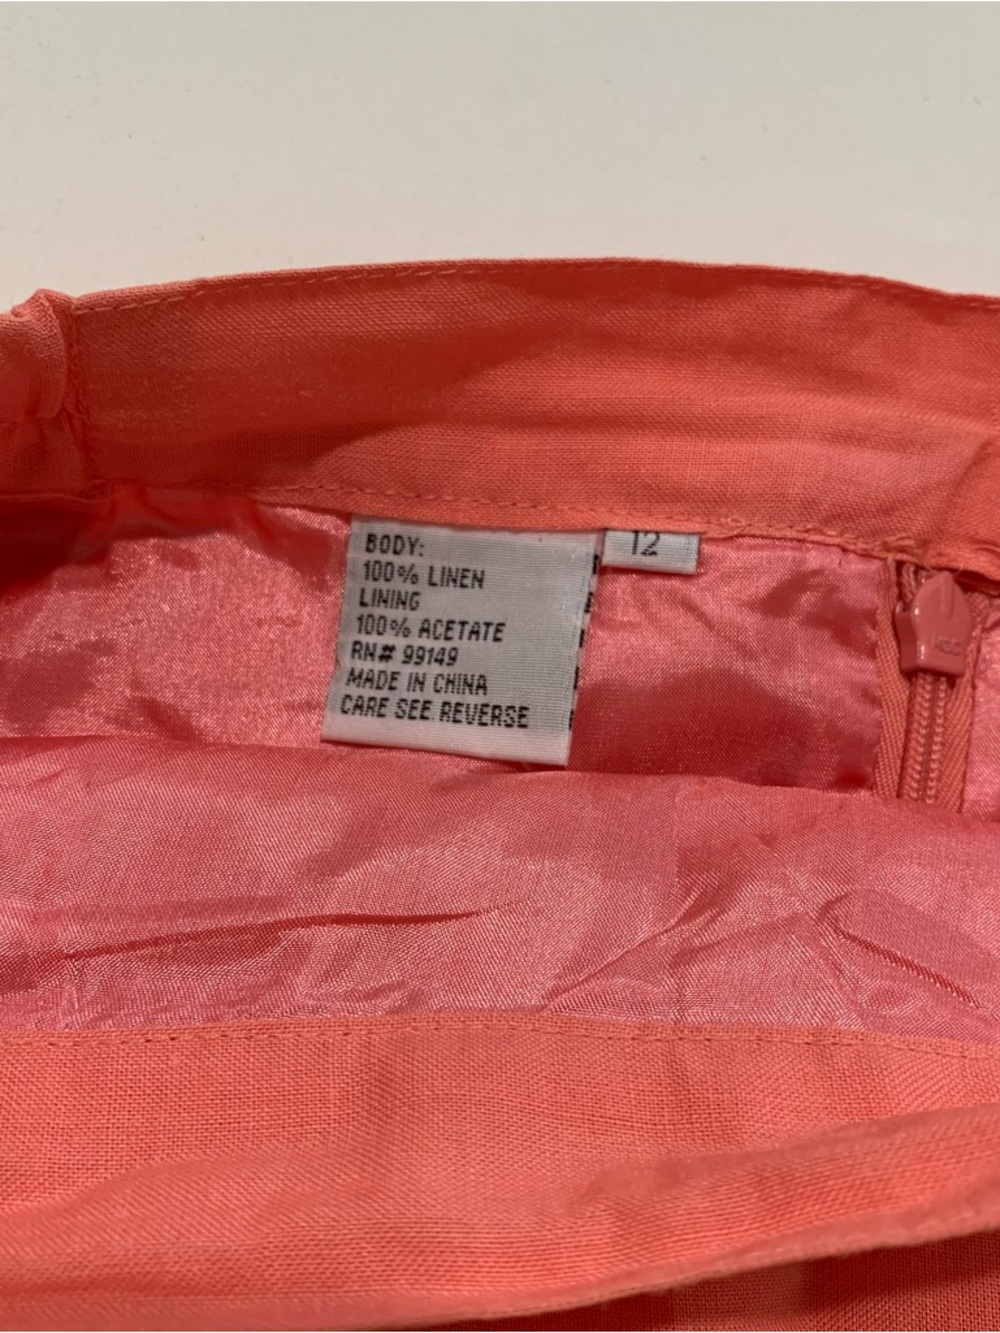 BODY:
100% LINEN
LINING
100% ACETATE
RN# 99149
MADE IN CHINA
CARE SEE REVERSE
12